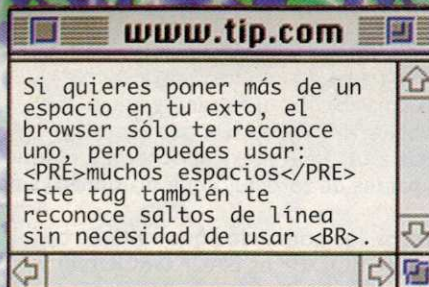 www.tip.com
Si quieres poner más de un
espacio en tu exto, el
browser sólo te reconoce
uno, pero puedes usar:
<PRE>muchos espacios</PRE>
Este tag también te
reconoce saltos de línea
sin necesidad de usar <BR>.